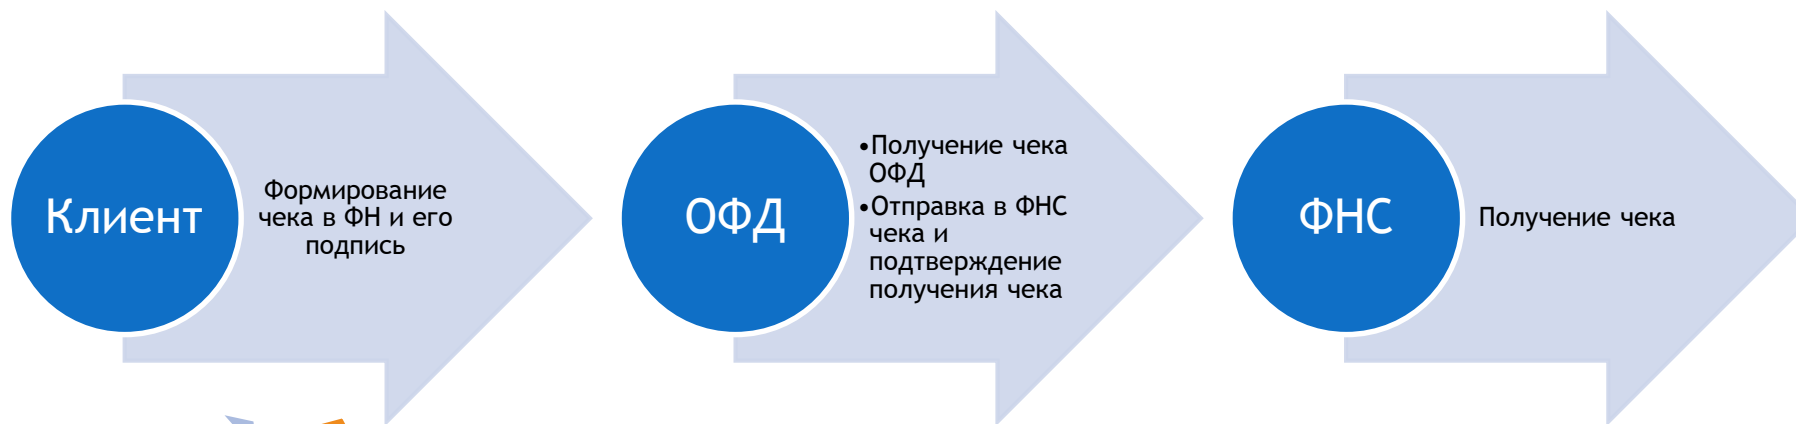 Клиент
Формирование
чека в ФН и его
подпись
ОФД
•Получение чека
ОФД
•Отправка в ФНС
чека и
подтверждение
получения чека
ФНС
Получение чека